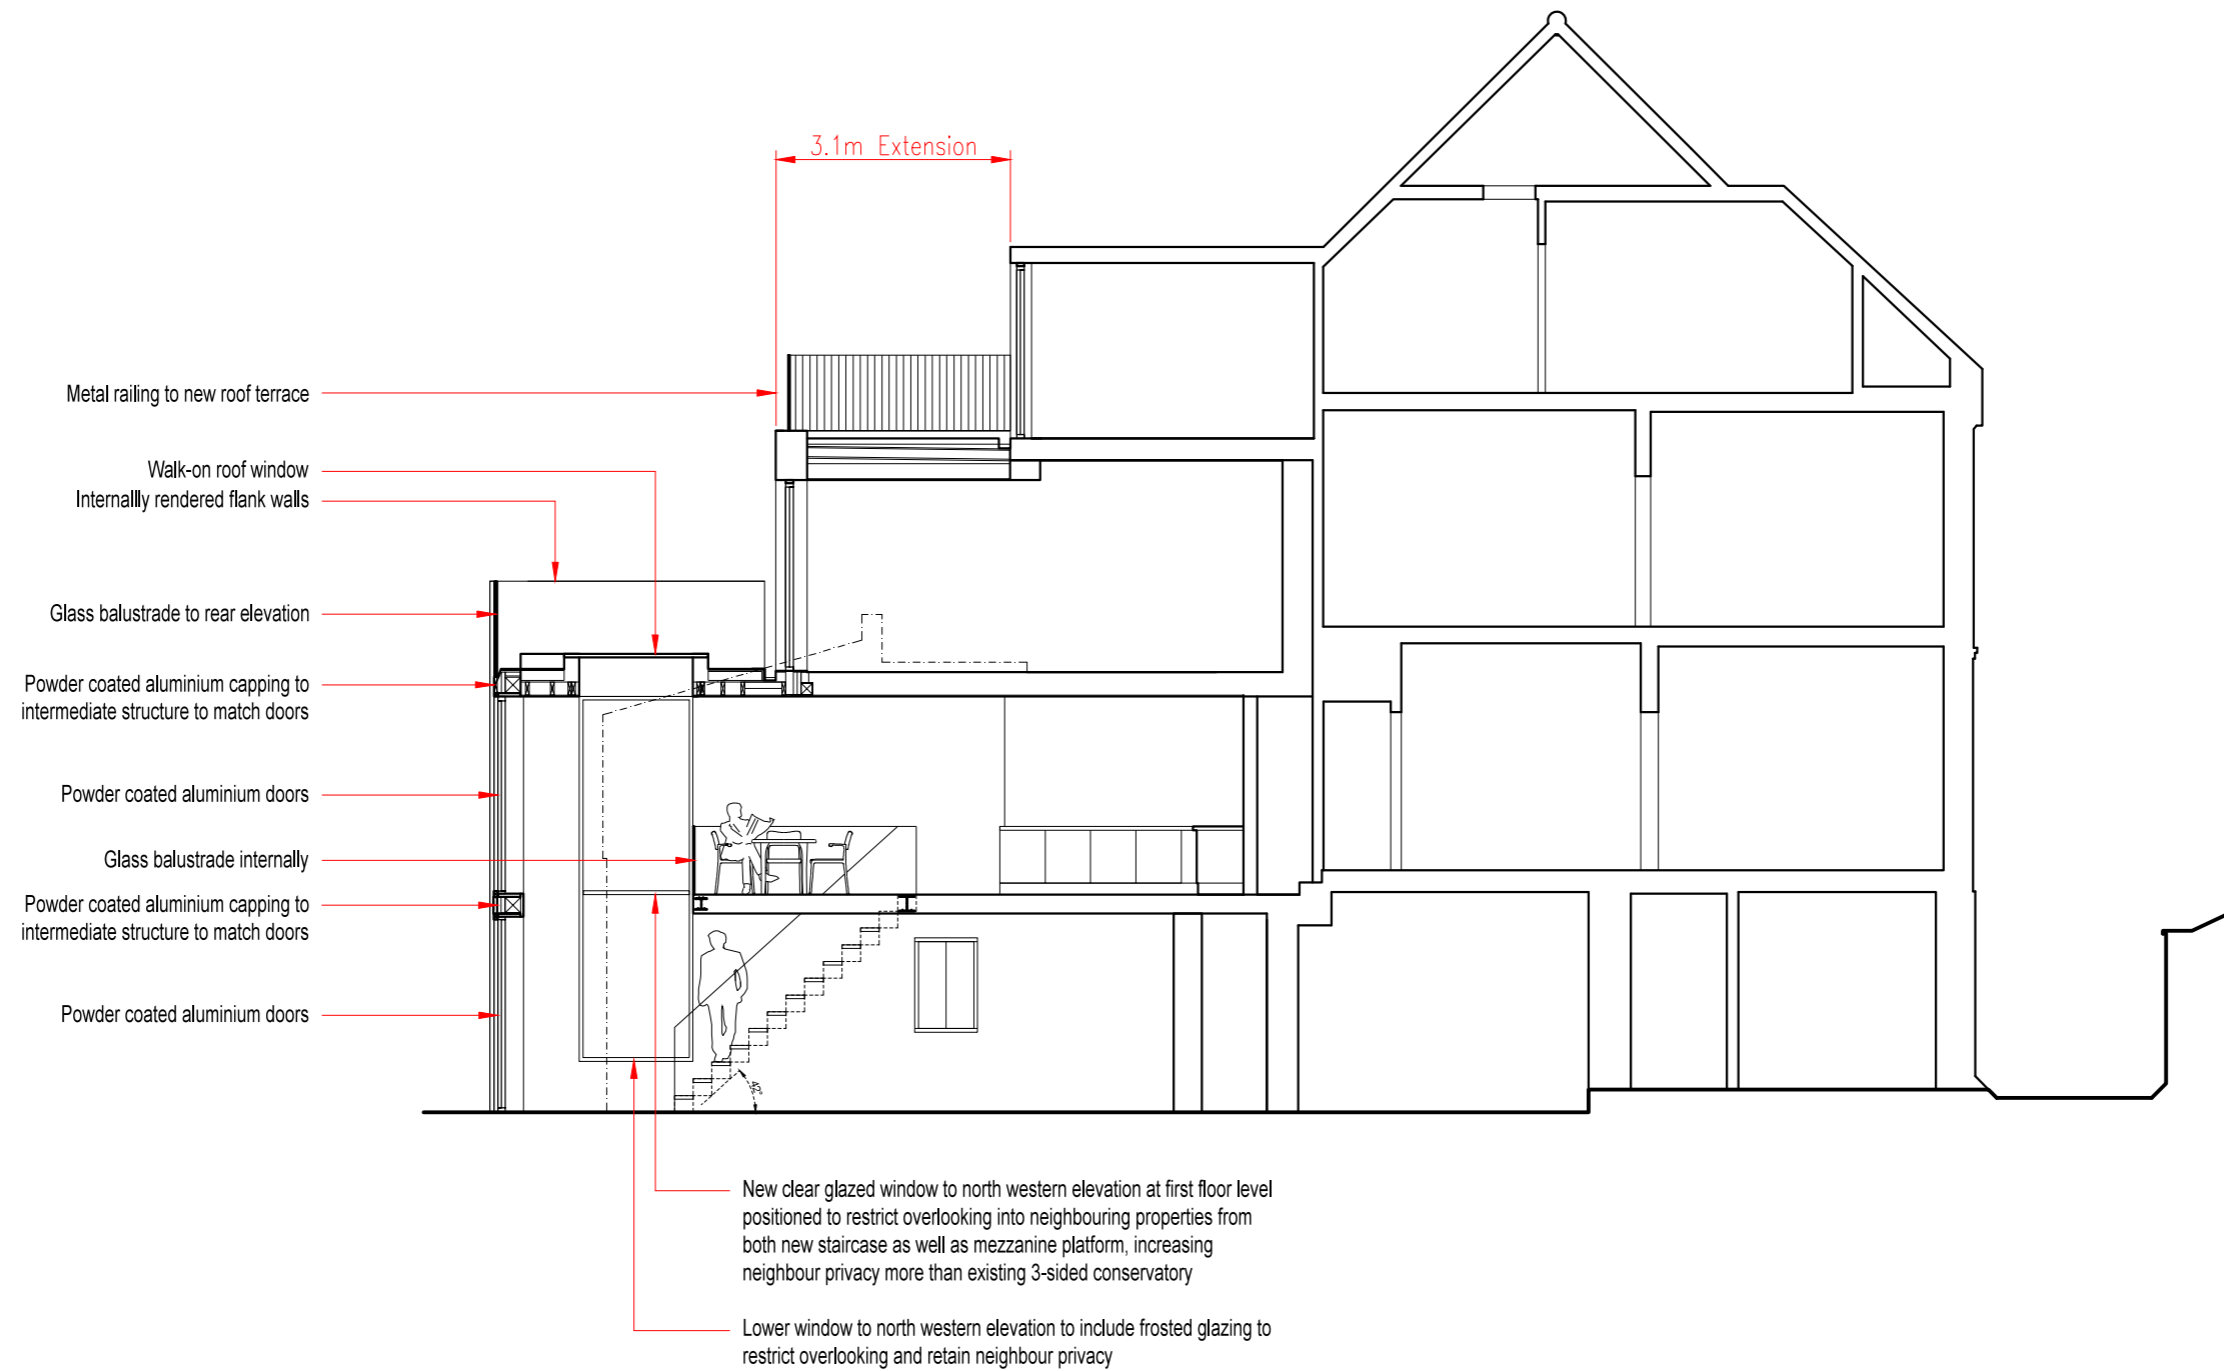 3.1m Extension
Metal railing to new roof terrace
Walk-on roof window
Internallly rendered flank walls
Glass balustrade to rear elevation
Powder coated aluminium capping to
intermediate structure to match doors
Powder coated aluminium doors
Glass balustrade internally
Powder coated aluminium capping to
intermediate structure to match doors
Powder coated aluminium doors
42°
New clear glazed window to north western elevation at first floor level
positioned to restrict overlooking into neighbouring properties from
both new staircase as well as mezzanine platform, increasing
neighbour privacy more than existing 3-sided conservatory
Lower window to north western elevation to include frosted glazing to
restrict overlooking and retain neighbour privacy